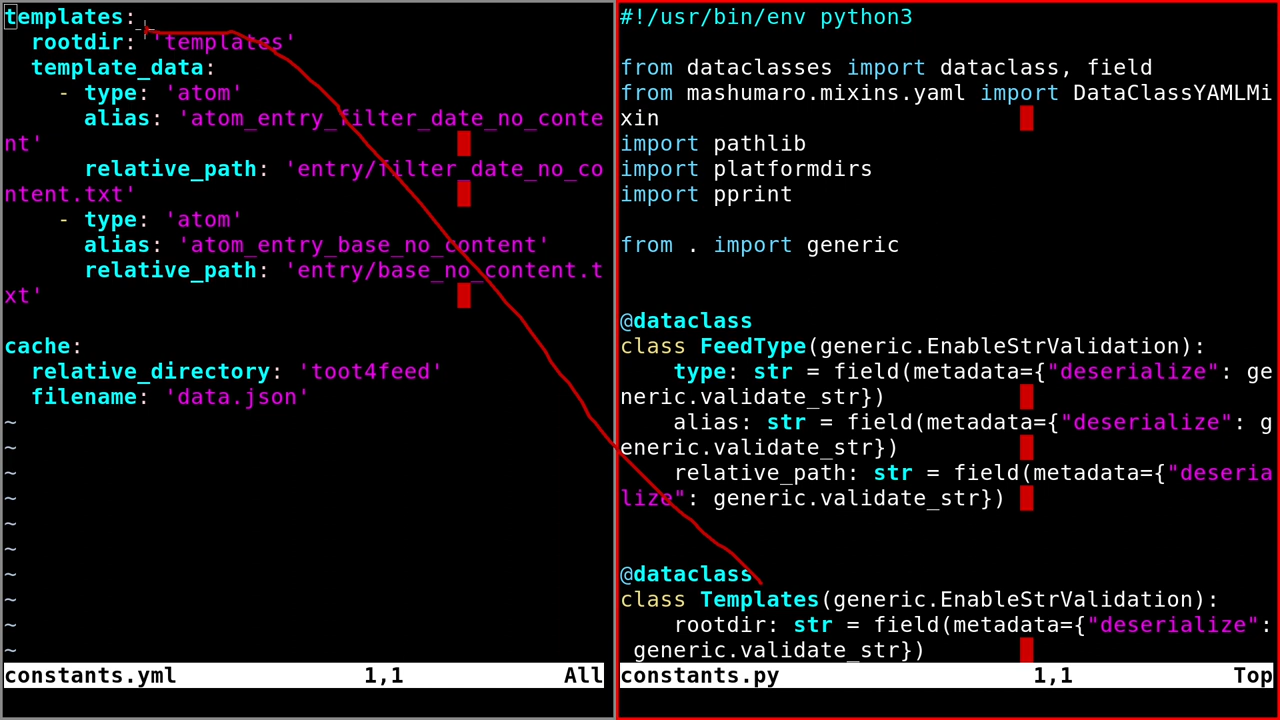 templates:
  rootdir: 'templates'
  template_data:
    - type: 'atom'
      alias: 'atom_entry_filter_date_no_conte
nt'
      relative_path: 'entry/filter_date_no_co
ntent.txt'
    - type: 'atom'
      alias: 'atom_entry_base_no_content'
      relative_path: 'entry/base_no_content.t
xt'

cache:
  relative_directory: 'toot4feed'
  filename: 'data.json'
~
~
~
~
~
~
~
~
~
~
constants.yml 1,1 All
#!/usr/bin/env python3

from dataclasses import dataclass, field
from mashumaro.mixins.yaml import DataClassYAMLMi
xin
import pathlib
import platformdirs
import pprint

from . import generic

@dataclass
class FeedType(generic.EnableStrValidation):
    type: str = field(metadata={"deserialize": ge
neric.validate_str})
    alias: str = field(metadata={"deserialize": g
eneric.validate_str})
    relative_path: str = field(metadata={"deseria
lize": generic.validate_str})

@dataclass
class Templates(generic.EnableStrValidation):
    rootdir: str = field(metadata={"deserialize":
 generic.validate_str})
constants.py 1,1 Top